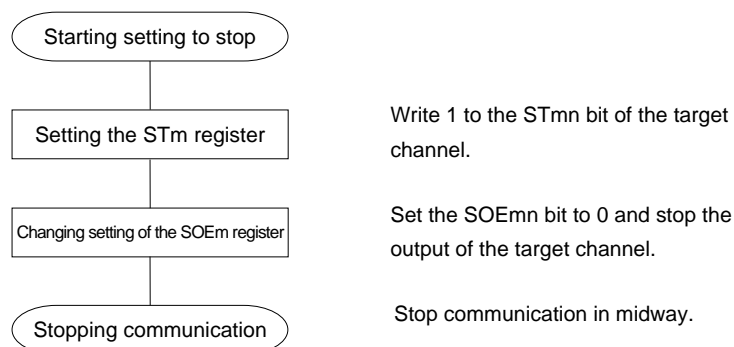 Starting setting to stop
Setting the STm register
Write 1 to the STmn bit of the target
channel.
Changing setting of the SOEm register
Set the SOEmn bit to 0 and stop the
output of the target channel.
Stopping communication
Stop communication in midway.